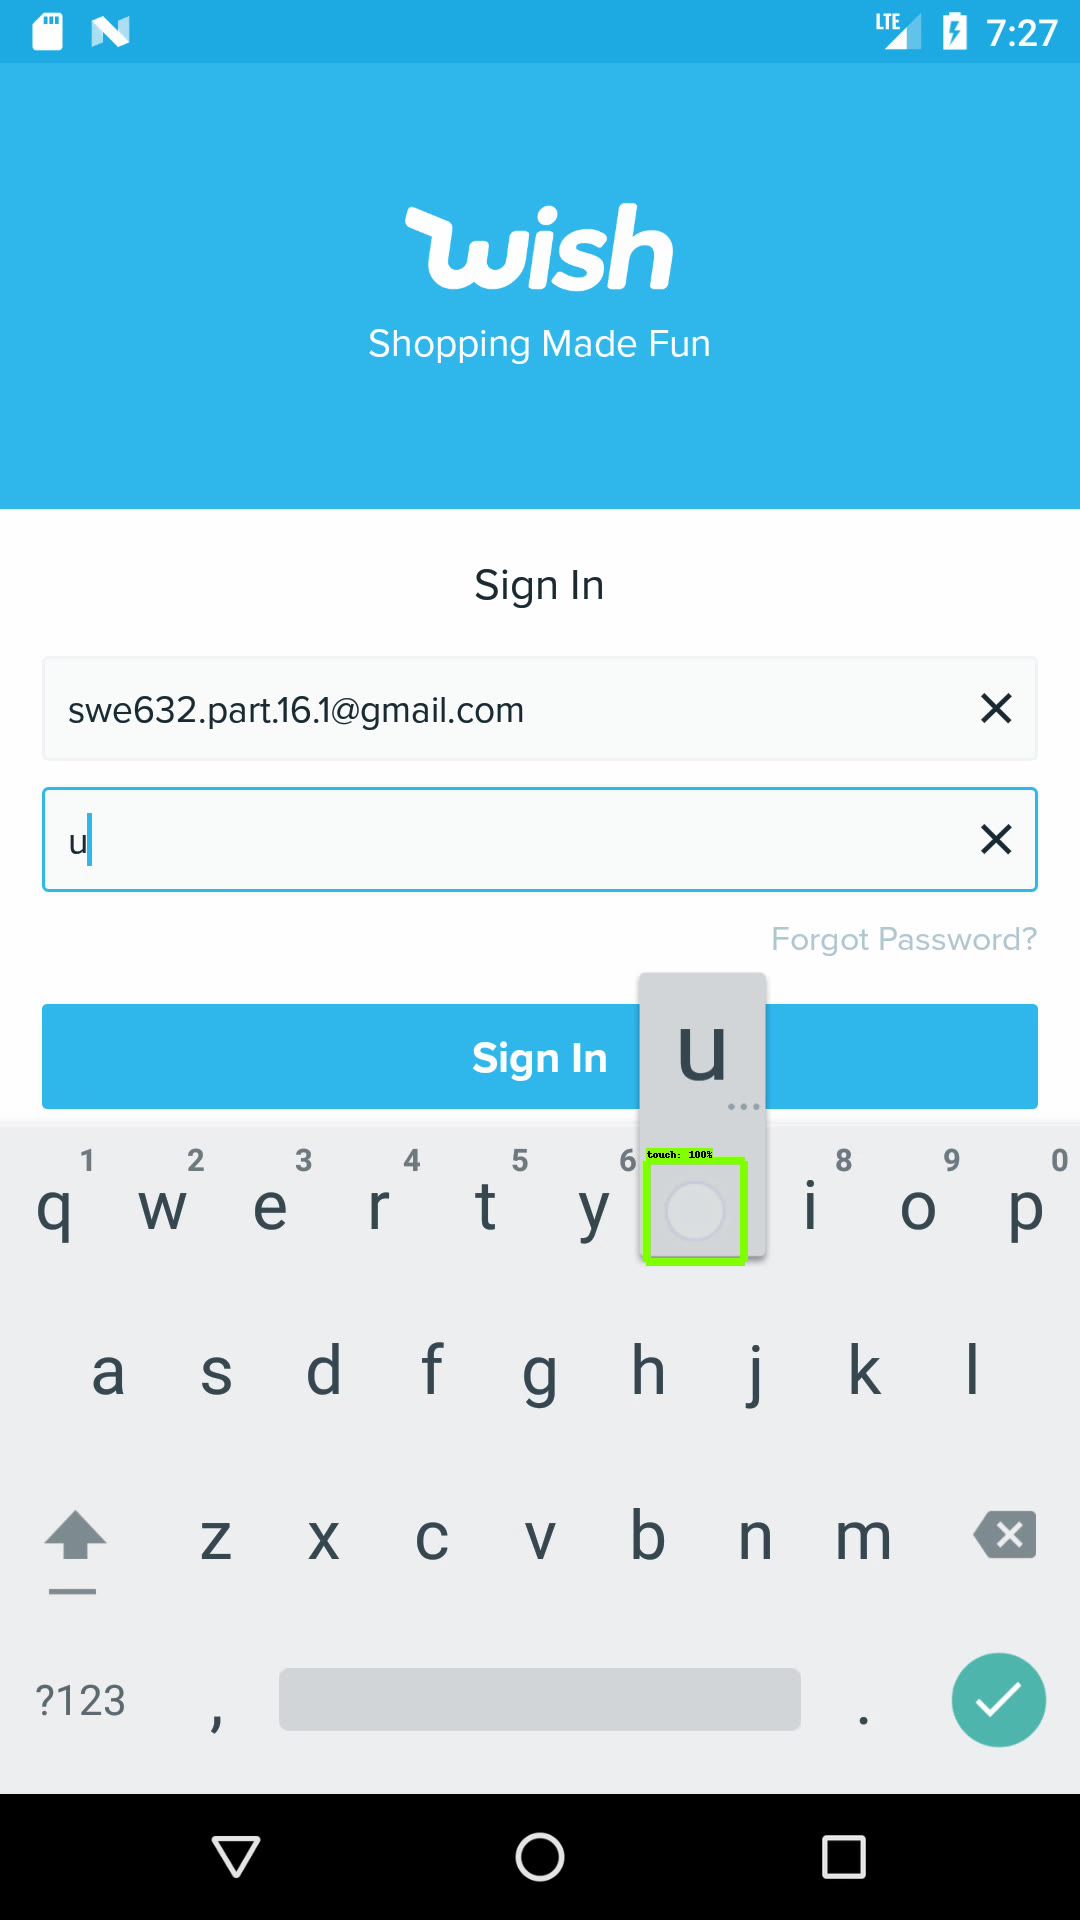 LTE 7:27
wish
Shopping Made Fun
Sign In
swe632.part.16.1@gmail.com
u
Forgot Password?
Sign In
u
...
touch: 100%
1 2 3 4 5 6 8 9 0
q w e r t y i o p
a s d f g h j k l
z x c v b n m
?123 , .